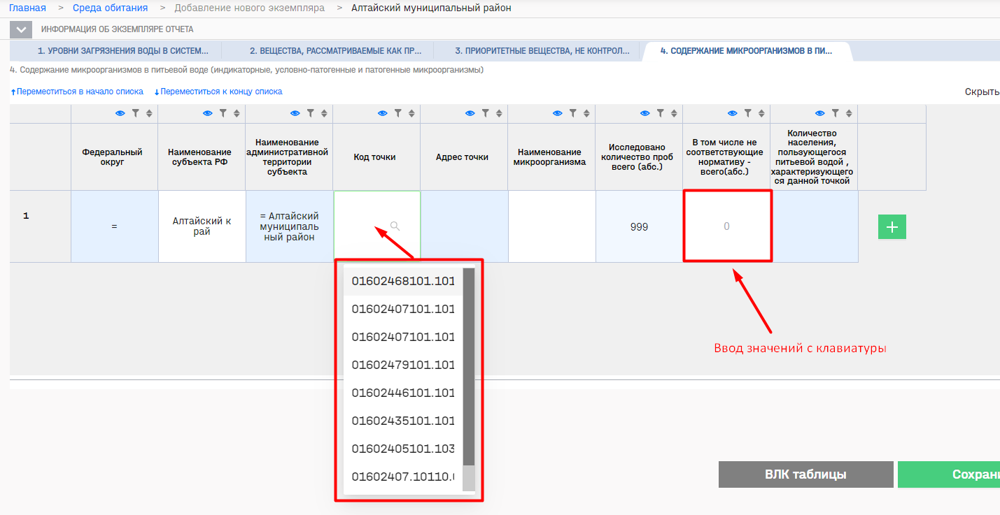 Главная > Среда обитания > Добавление нового экземпляра > Алтайский муниципальный район
ИНФОРМАЦИЯ ОБ ЭКЗЕМПЛЯРЕ ОТЧЕТА
1. УРОВНИ ЗАГРЯЗНЕНИЯ ВОДЫ В СИСТЕМ... 2. ВЕЩЕСТВА, РАССМАТРИВАЕМЫЕ КАК ПР... 3. ПРИОРИТЕТНЫЕ ВЕЩЕСТВА, НЕ КОНТРОЛ... 4. СОДЕРЖАНИЕ МИКРООРГАНИЗМОВ В ПИ...
4. Содержание микроорганизмов в питьевой воде (индикаторные, условно-патогенные и патогенные микроорганизмы)
↑Переместиться в начало списка ↓Переместиться к концу списка
Скрыть
Федеральный
округ
Наименование
субъекта РФ
Наименование
административной
территории
субъекта
Код точки
Адрес точки
Наименование
микроорганизма
Исследовано
количество проб
всего (абс.)
В том числе не
соответствующие
нормативу -
всего(абс.)
Количество
населения,
пользующегося
питьевой водой ,
характеризующего
ся данной точкой
1
=
Алтайский к
рай
= Алтайский
муниципаль
ный район
999
0
+
01602468101.101
01602407101.101
01602407101.101
01602479101.101
01602446101.101
01602435101.101
01602405101.103
01602407.10110.
Ввод значений с клавиатуры
ВЛК таблицы
Сохран